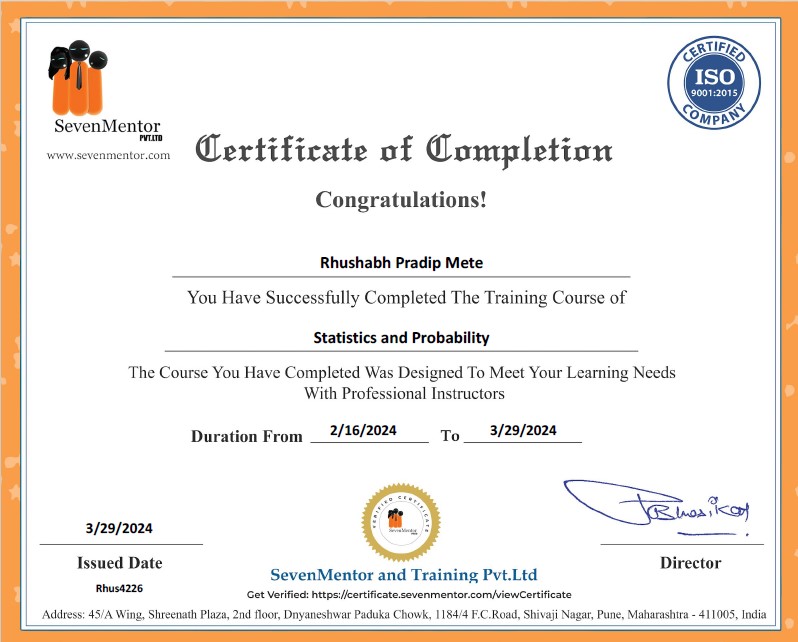 SevenMentor
PVT.LTD
www.sevenmentor.com
CERTIFIED
ISO
9001:2015
COMPANY
Certificate of Completion
Congratulations!
Rhushabh Pradip Mete
You Have Successfully Completed The Training Course of
Statistics and Probability
The Course You Have Completed Was Designed To Meet Your Learning Needs
With Professional Instructors
Duration From 2/16/2024 To 3/29/2024
3/29/2024
Issued Date
Rhus4226
VERIFIED CERTIFICATE
SevenMentor
Director
SevenMentor and Training Pvt.Ltd
Get Verified: https://certificate.sevenmentor.com/viewCertificate
Address: 45/A Wing, Shreenath Plaza, 2nd floor, Dnyaneshwar Paduka Chowk, 1184/4 F.C.Road, Shivaji Nagar, Pune, Maharashtra - 411005, India